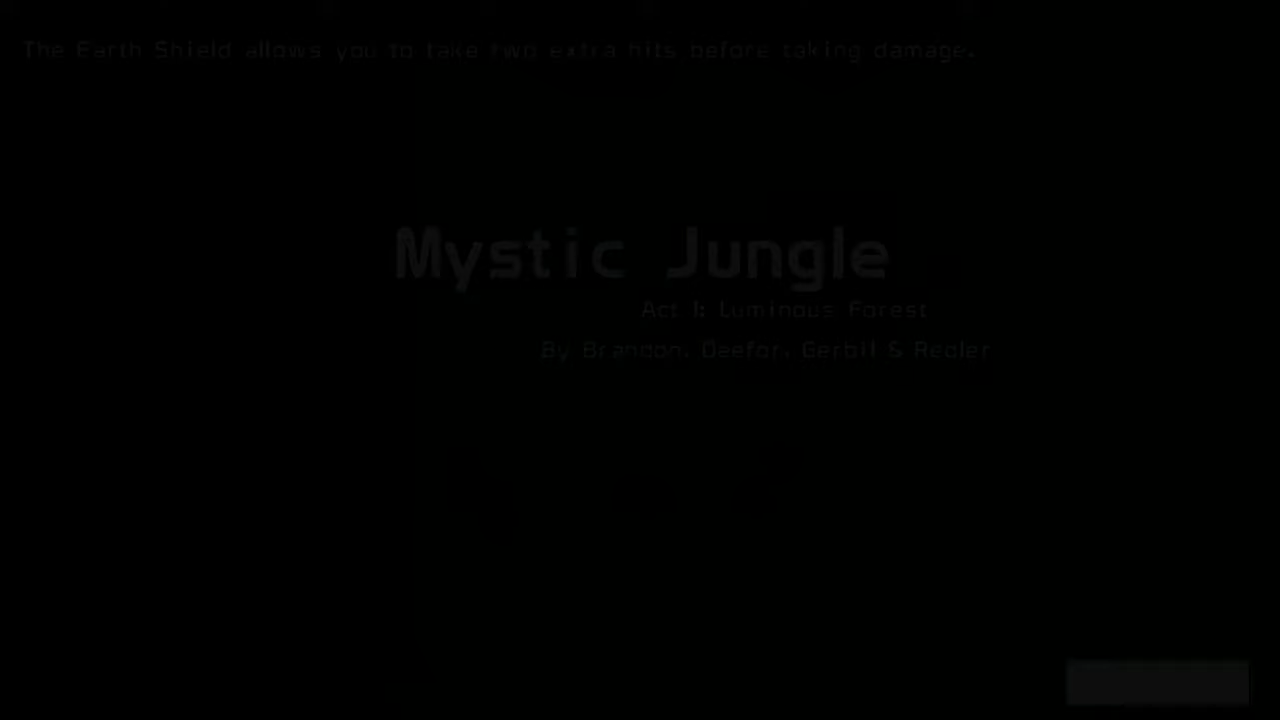 The Earth Shield allows you to take two extra hits before taking damage.
Mystic Jungle
Act 1: Luminous Forest
By Brandon, Deefor, Gerbil & Redler